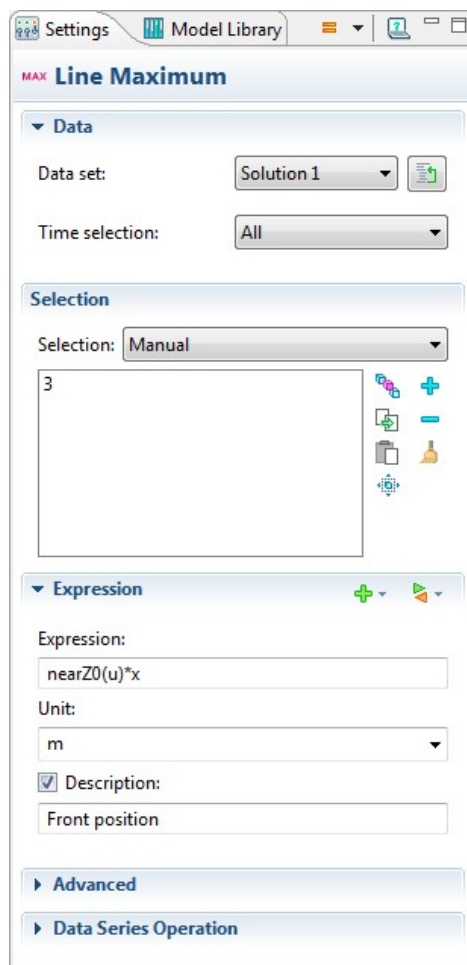 Settings Model Library
MAX Line Maximum
Data
Data set: Solution 1
Time selection: All
Selection
Selection: Manual
3
Expression
Expression:
nearZ0(u)*x
Unit:
m
Description:
Front position
Advanced
Data Series Operation